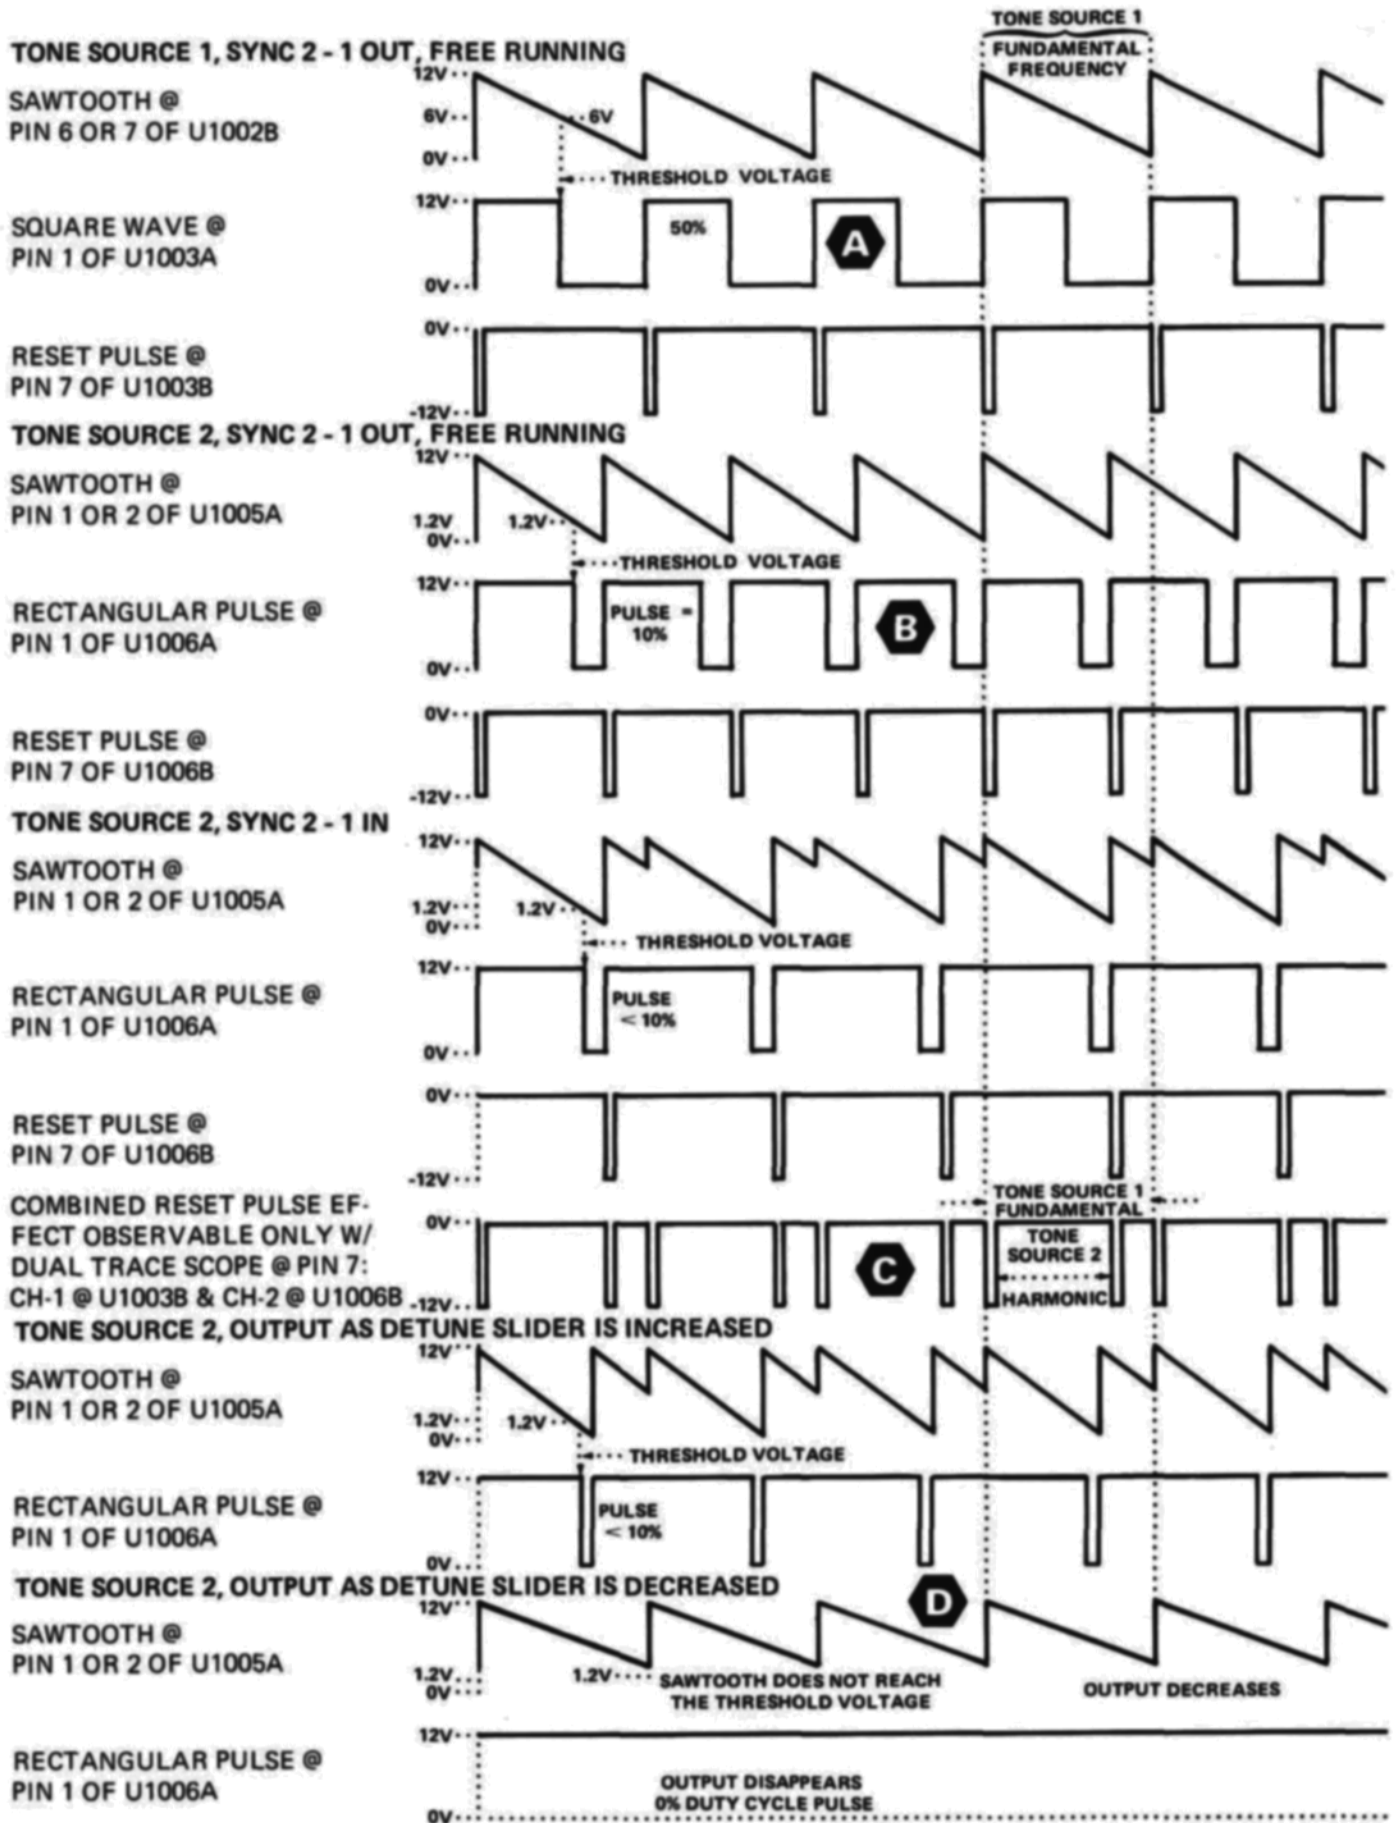 TONE SOURCE 1
FUNDAMENTAL
FREQUENCY
TONE SOURCE 1, SYNC 2 - 1 OUT, FREE RUNNING
SAWTOOTH @
PIN 6 OR 7 OF U1002B
12V
6V
6V
0V
THRESHOLD VOLTAGE
SQUARE WAVE @
PIN 1 OF U1003A
12V
50%
A
0V
RESET PULSE @
PIN 7 OF U1003B
0V
-12V
TONE SOURCE 2, SYNC 2 - 1 OUT, FREE RUNNING
SAWTOOTH @
PIN 1 OR 2 OF U1005A
12V
1.2V
1.2V
0V
THRESHOLD VOLTAGE
RECTANGULAR PULSE @
PIN 1 OF U1006A
12V
PULSE =
10%
B
0V
RESET PULSE @
PIN 7 OF U1006B
0V
-12V
TONE SOURCE 2, SYNC 2 - 1 IN
SAWTOOTH @
PIN 1 OR 2 OF U1005A
12V
1.2V
1.2V
0V
THRESHOLD VOLTAGE
RECTANGULAR PULSE @
PIN 1 OF U1006A
12V
PULSE
< 10%
0V
RESET PULSE @
PIN 7 OF U1006B
0V
-12V
COMBINED RESET PULSE EF-
FECT OBSERVABLE ONLY W/
DUAL TRACE SCOPE @ PIN 7:
CH-1 @ U1003B & CH-2 @ U1006B
0V
-12V
C
TONE SOURCE 1
FUNDAMENTAL
TONE
SOURCE 2
HARMONIC
TONE SOURCE 2, OUTPUT AS DETUNE SLIDER IS INCREASED
SAWTOOTH @
PIN 1 OR 2 OF U1005A
12V
1.2V
1.2V
0V
THRESHOLD VOLTAGE
RECTANGULAR PULSE @
PIN 1 OF U1006A
12V
PULSE
< 10%
0V
TONE SOURCE 2, OUTPUT AS DETUNE SLIDER IS DECREASED
D
SAWTOOTH @
PIN 1 OR 2 OF U1005A
12V
1.2V
0V
1.2V
SAWTOOTH DOES NOT REACH
THE THRESHOLD VOLTAGE
OUTPUT DECREASES
RECTANGULAR PULSE @
PIN 1 OF U1006A
12V
OUTPUT DISAPPEARS
0% DUTY CYCLE PULSE
0V